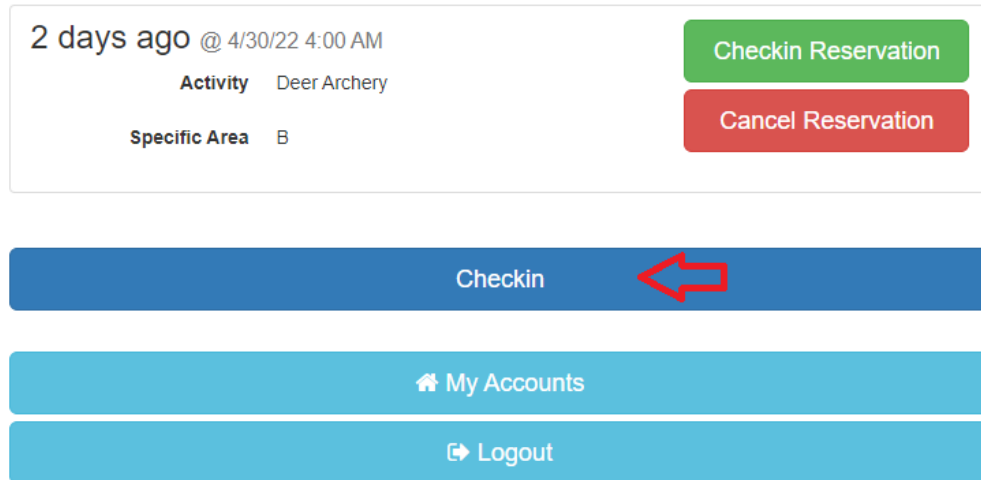 2 days ago @ 4/30/22 4:00 AM
Checkin Reservation
Activity Deer Archery
Cancel Reservation
Specific Area B
Checkin
My Accounts
Logout